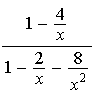 1 - 4/x
1 - 2/x - 8/x²